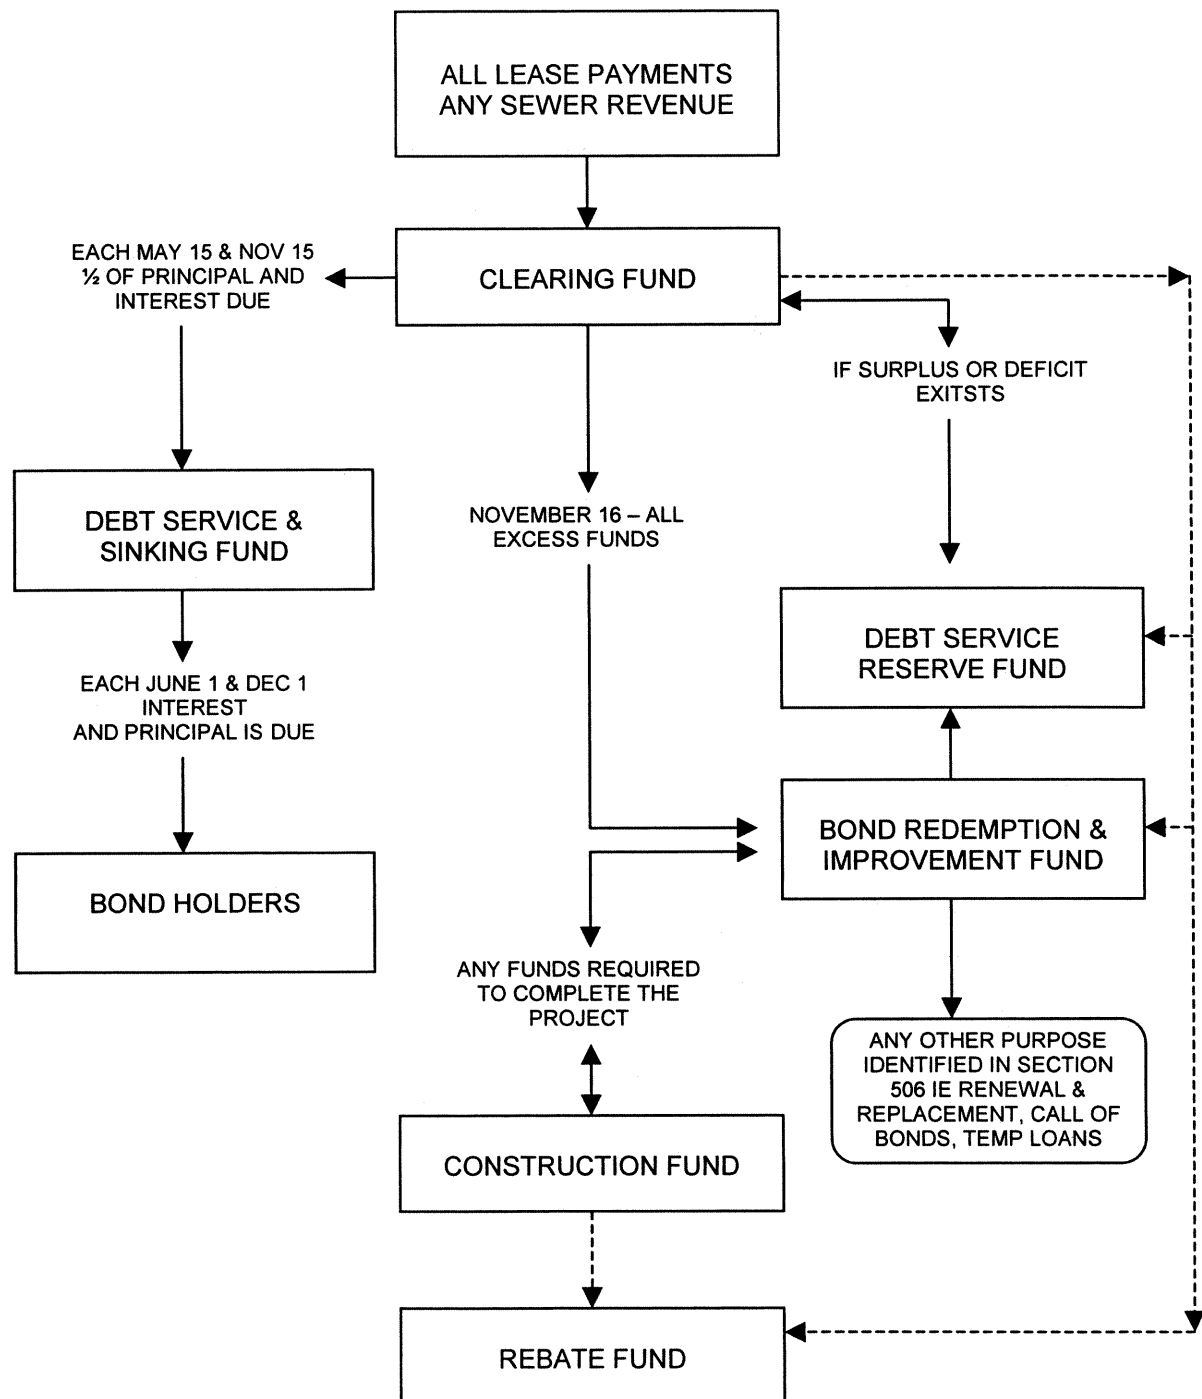 ALL LEASE PAYMENTS
ANY SEWER REVENUE
EACH MAY 15 & NOV 15
½ OF PRINCIPAL AND
INTEREST DUE
CLEARING FUND
IF SURPLUS OR DEFICIT
EXITSTS
DEBT SERVICE &
SINKING FUND
NOVEMBER 16 – ALL
EXCESS FUNDS
DEBT SERVICE
RESERVE FUND
EACH JUNE 1 & DEC 1
INTEREST
AND PRINCIPAL IS DUE
BOND REDEMPTION &
IMPROVEMENT FUND
BOND HOLDERS
ANY FUNDS REQUIRED
TO COMPLETE THE
PROJECT
ANY OTHER PURPOSE
IDENTIFIED IN SECTION
506 IE RENEWAL &
REPLACEMENT, CALL OF
BONDS, TEMP LOANS
CONSTRUCTION FUND
REBATE FUND